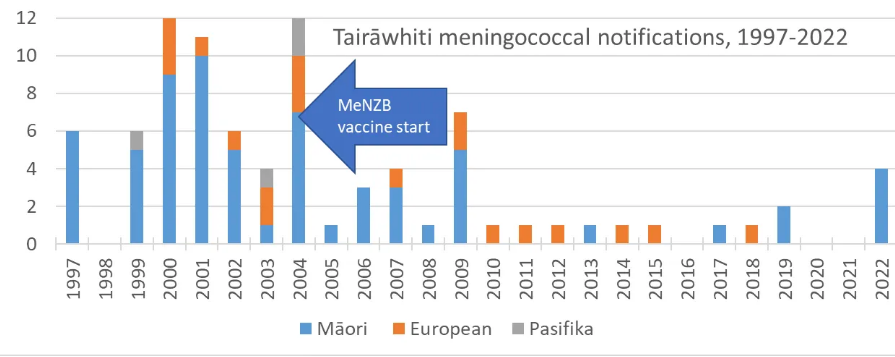 Tairāwhiti meningococcal notifications, 1997-2022
12
10
8
6
4
2
0
MeNZB
vaccine start
1997 1998 1999 2000 2001 2002 2003 2004 2005 2006 2007 2008 2009 2010 2011 2012 2013 2014 2015 2016 2017 2018 2019 2020 2021 2022
Māori European Pasifika